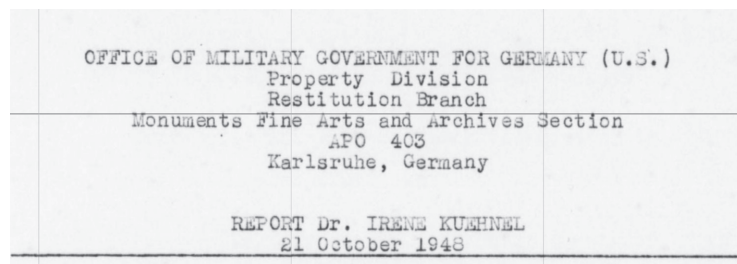 OFFICE OF MILITARY GOVERNMENT FOR GERMANY (U.S.)
Property Division
Restitution Branch
Monuments Fine Arts and Archives Section
APO 403
Karlsruhe, Germany
REPORT Dr. IRENE KUEHNEL
21 October 1948